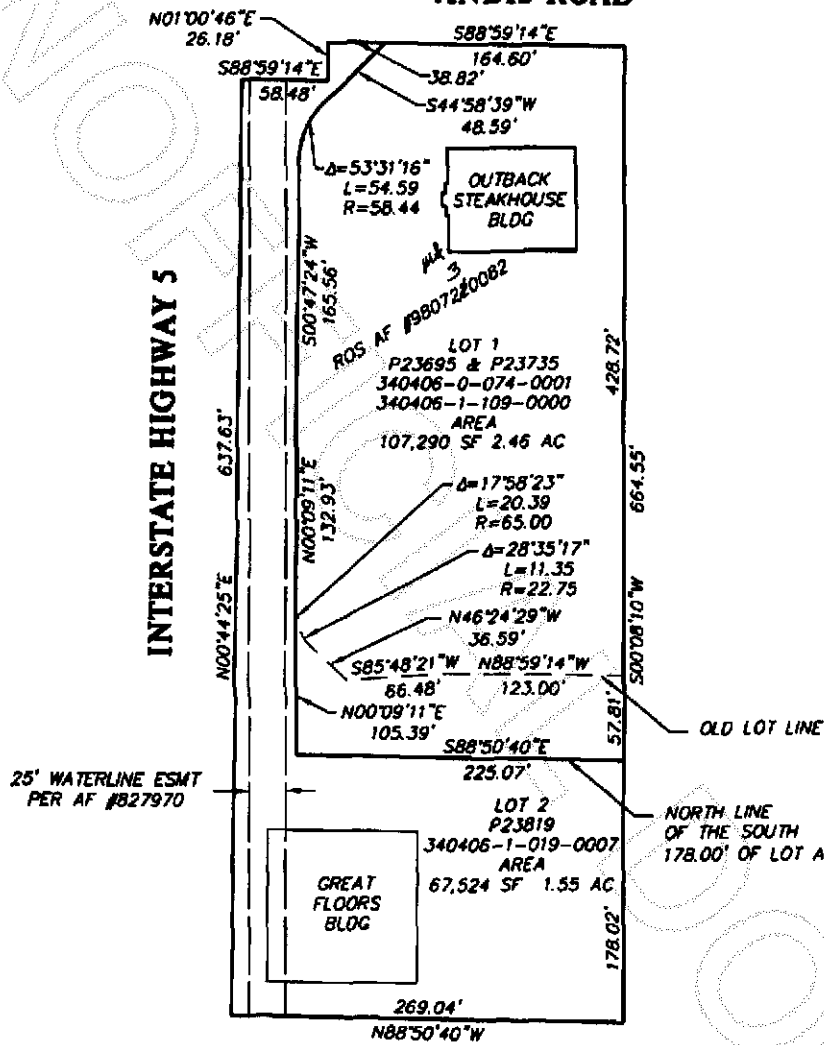 N01°00'46"E
26.18'
S88°59'14"E
58.48'
S88°59'14"E
164.60'
38.82'
S44°58'39"W
48.59'
Δ=53°31'16"
L=54.59
R=58.44
OUTBACK
STEAKHOUSE
BLDG
S00°47'24"W
165.56'
ROS AF #9807220082
3
LOT 1
P23695 & P23735
340406-0-074-0001
340406-1-109-0000
AREA
107,290 SF 2.46 AC
428.72'
664.55'
S00°08'10"W
INTERSTATE HIGHWAY 5
637.63'
N00°44'25"E
N00°09'11"E
132.93'
Δ=17°58'23"
L=20.39
R=65.00
Δ=28°35'17"
L=11.35
R=22.75
N46°24'29"W
36.59'
S85°48'21"W
66.48'
N88°59'14"W
123.00'
57.81'
OLD LOT LINE
N00°09'11"E
105.39'
S88°50'40"E
225.07'
25' WATERLINE ESMT
PER AF #827970
NORTH LINE
OF THE SOUTH
178.00' OF LOT A
LOT 2
P23819
340406-1-019-0007
AREA
67,524 SF 1.55 AC
GREAT
FLOORS
BLDG
178.02'
269.04'
N88°50'40"W